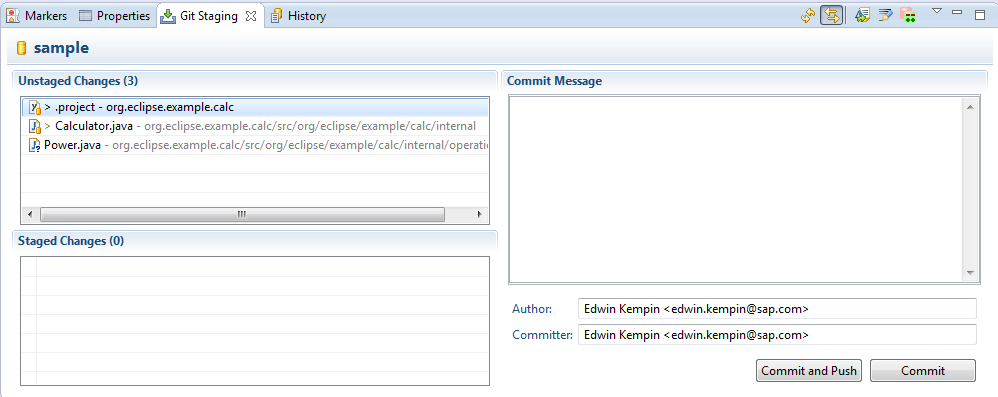 Markers Properties Git Staging History
sample
Unstaged Changes (3)
> .project - org.eclipse.example.calc
> Calculator.java - org.eclipse.example.calc/src/org/eclipse/example/calc/internal
Power.java - org.eclipse.example.calc/src/org/eclipse/example/calc/internal/operati
Staged Changes (0)
Commit Message
Author: Edwin Kempin <edwin.kempin@sap.com>
Committer: Edwin Kempin <edwin.kempin@sap.com>
Commit and Push Commit